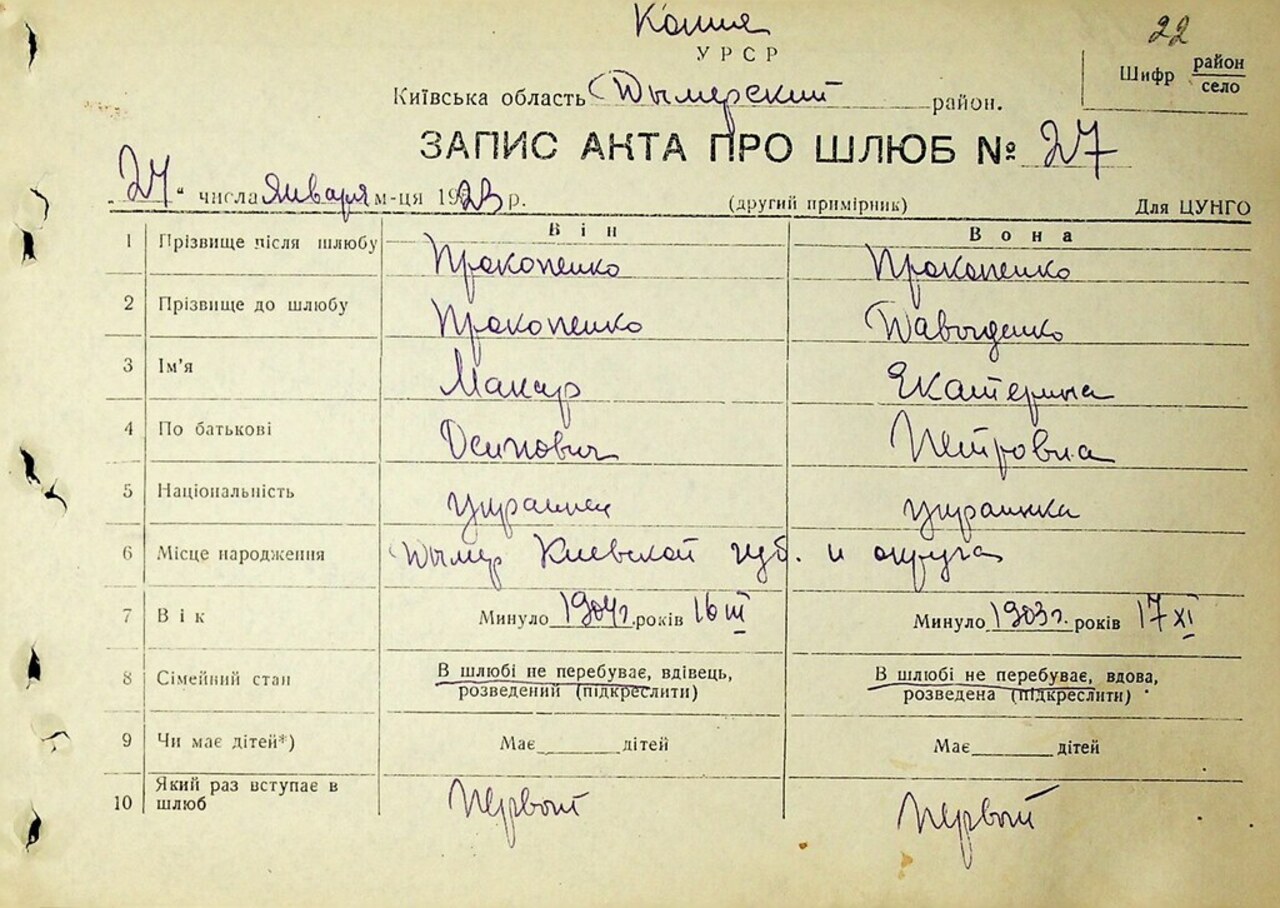 Копия
22
УРСР
Шифр район
село
Київська область Дымерский район.
ЗАПИС АКТА ПРО ШЛЮБ № 27
„27“ числа Января м-ця 1923 р. (другий примірник) Для ЦУНГО
Він Вона
1 Прізвище після шлюбу Прокопенко Прокопенко
2 Прізвище до шлюбу Прокопенко Давыденко
3 Ім'я Макар Екатерина
4 По батькові Осипович Петровна
5 Національність украинец украинка
6 Місце народження Дымер Киевской губ. и округа
7 Вік Минуло 1904г. років 16 III Минуло 1903г. років 17 XI
8 Сімейний стан В шлюбі не перебуває, вдівець, В шлюбі не перебуває, вдова,
розведений (підкреслити) розведена (підкреслити)
9 Чи має дітей*) Має дітей Має дітей
10 Який раз вступає в шлюб Первый Первый